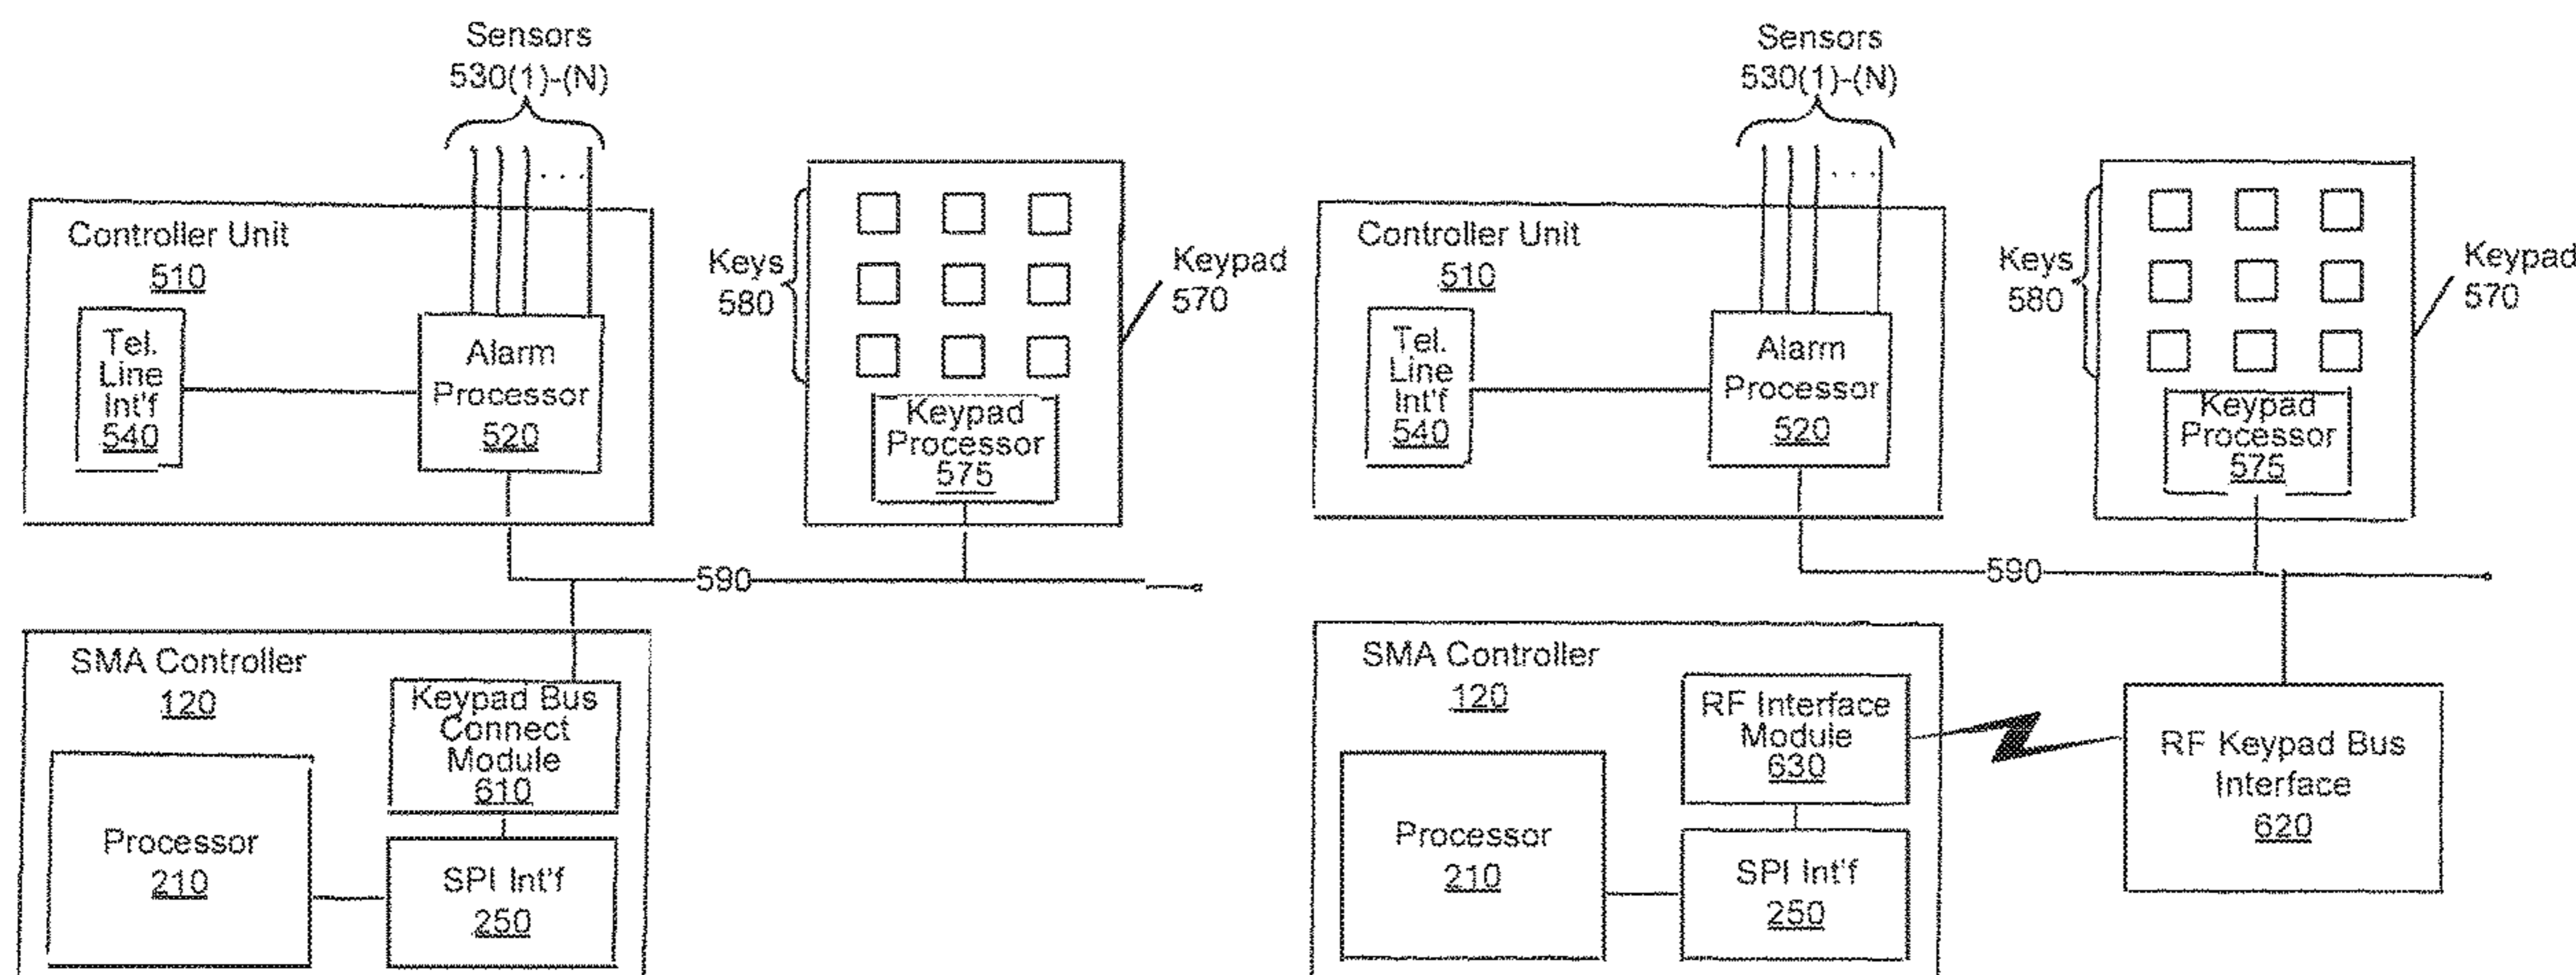 Sensors
530(1)-(N)
Controller Unit
510
Tel.
Line
Int'f
540
Alarm
Processor
520
Keys
580
Keypad
Processor
575
Keypad
570
590
SMA Controller
120
Keypad Bus
Connect
Module
610
Processor
210
SPI Int'f
250
Sensors
530(1)-(N)
Controller Unit
510
Tel.
Line
Int'f
540
Alarm
Processor
520
Keys
580
Keypad
Processor
575
Keypad
570
590
SMA Controller
120
RF Interface
Module
630
Processor
210
SPI Int'f
250
RF Keypad Bus
Interface
620